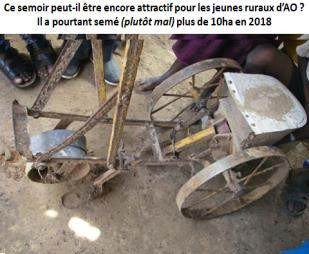 Ce semoir peut-il être encore attractif pour les jeunes ruraux d'AO ?
Il a pourtant semé (plutôt mal) plus de 10ha en 2018